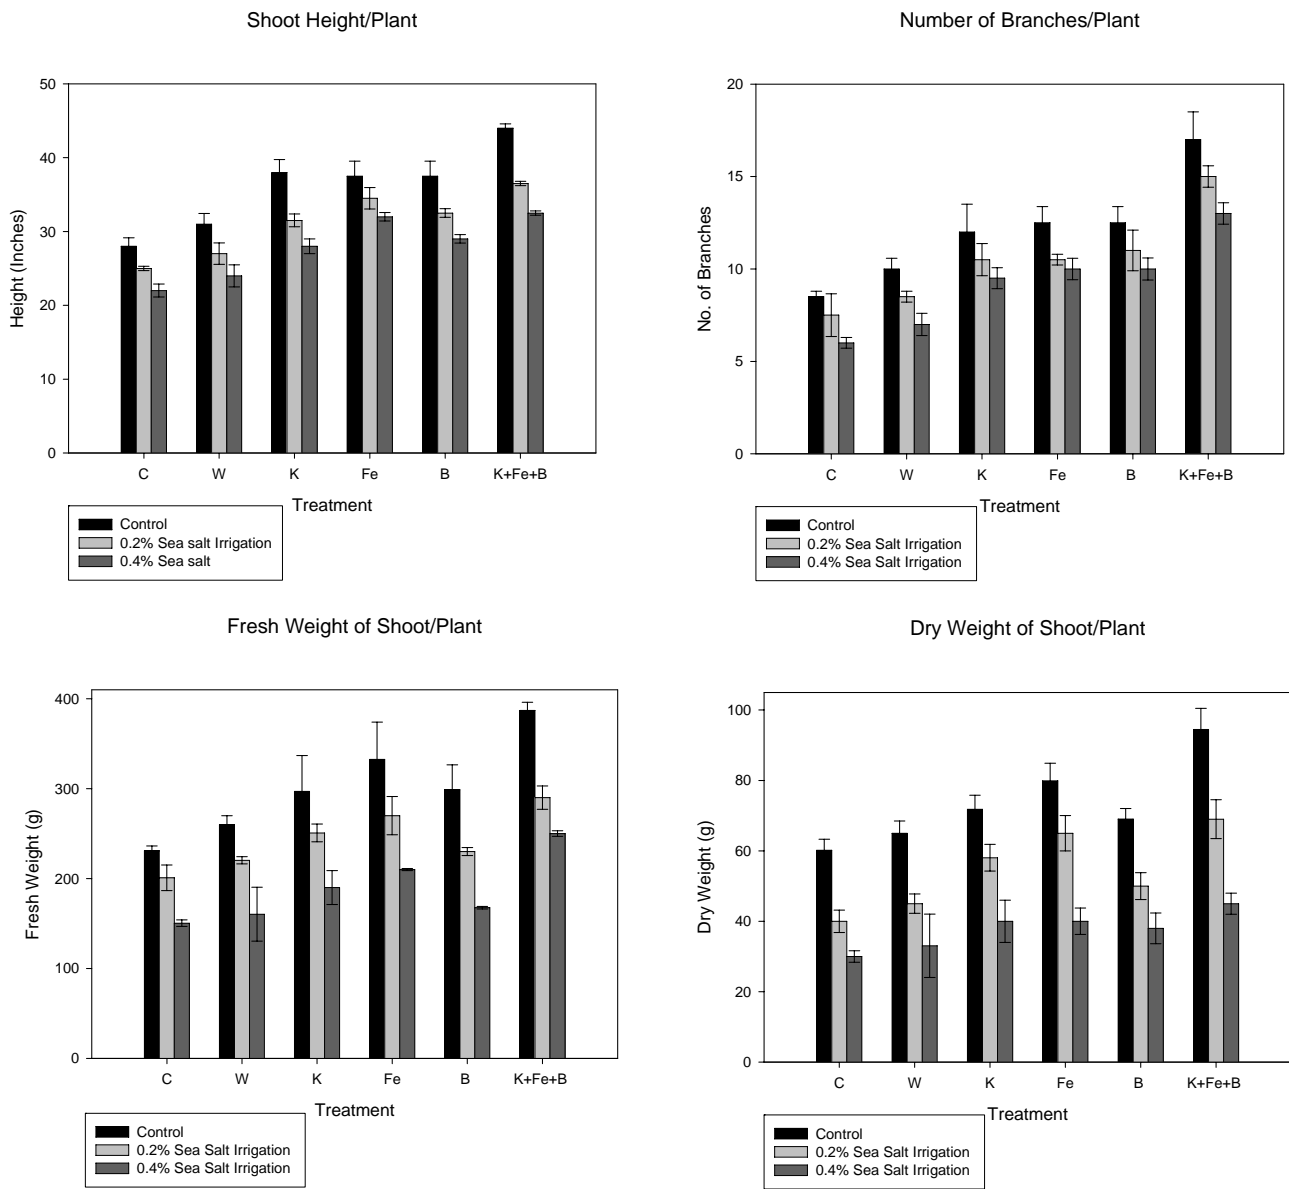 Shoot Height/Plant
Height (Inches)
50
40
30
20
10
0
C W K Fe B K+Fe+B
Treatment
Control
0.2% Sea salt Irrigation
0.4% Sea salt
Number of Branches/Plant
No. of Branches
20
15
10
5
0
C W K Fe B K+Fe+B
Treatment
Control
0.2% Sea Salt Irrigation
0.4% Sea Salt Irrigation
Fresh Weight of Shoot/Plant
Fresh Weight (g)
400
300
200
100
0
C W K Fe B K+Fe+B
Treatment
Control
0.2% Sea Salt Irrigation
0.4% Sea Salt Irrigation
Dry Weight of Shoot/Plant
Dry Weight (g)
100
80
60
40
20
0
C W K Fe B K+Fe+B
Treatment
Control
0.2% Sea Salt Irrigation
0.4% Sea Salt Irrigation